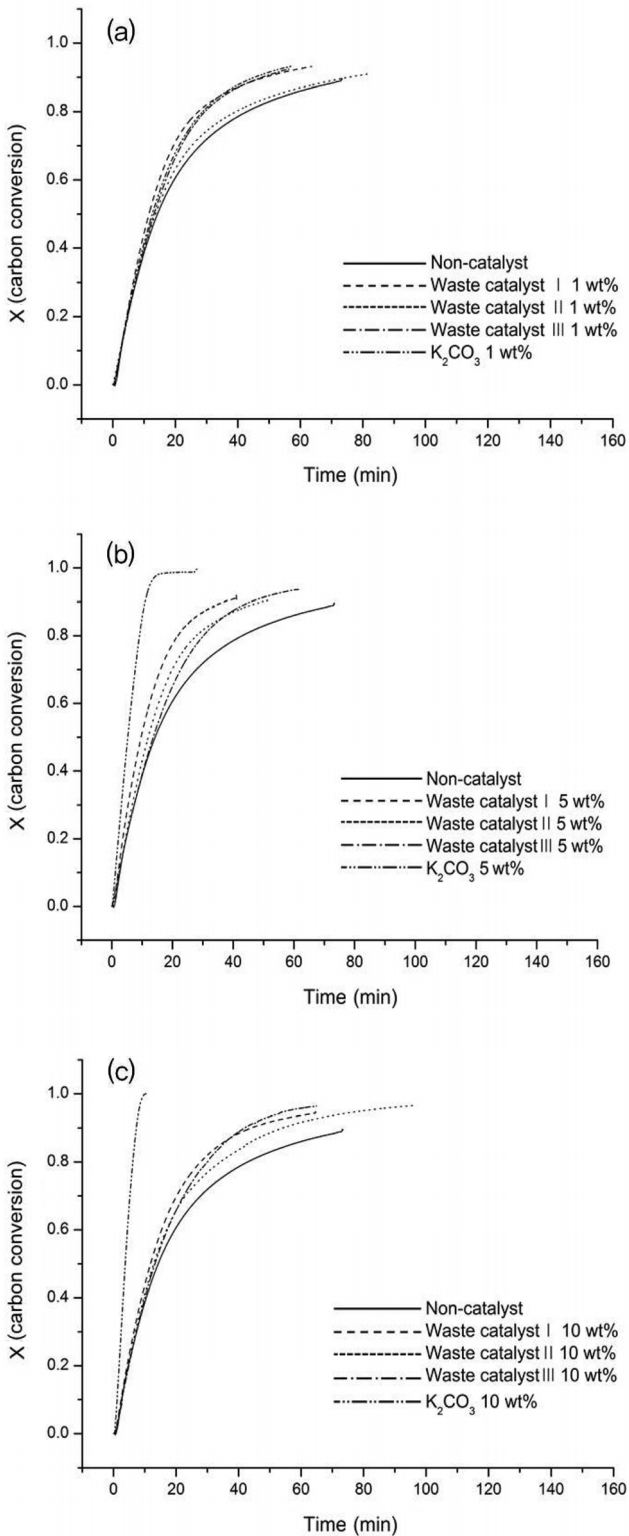 (a)
1.0
0.8
0.6
0.4
0.2
0.0
X (carbon conversion)
Non-catalyst
Waste catalyst Ⅰ 1 wt%
Waste catalyst Ⅱ 1 wt%
Waste catalyst Ⅲ 1 wt%
K₂CO₃ 1 wt%
0 20 40 60 80 100 120 140 160
Time (min)
(b)
1.0
0.8
0.6
0.4
0.2
0.0
X (carbon conversion)
Non-catalyst
Waste catalyst Ⅰ 5 wt%
Waste catalyst Ⅱ 5 wt%
Waste catalyst Ⅲ 5 wt%
K₂CO₃ 5 wt%
0 20 40 60 80 100 120 140 160
Time (min)
(c)
1.0
0.8
0.6
0.4
0.2
0.0
X (carbon conversion)
Non-catalyst
Waste catalyst Ⅰ 10 wt%
Waste catalyst Ⅱ 10 wt%
Waste catalyst Ⅲ 10 wt%
K₂CO₃ 10 wt%
0 20 40 60 80 100 120 140 160
Time (min)